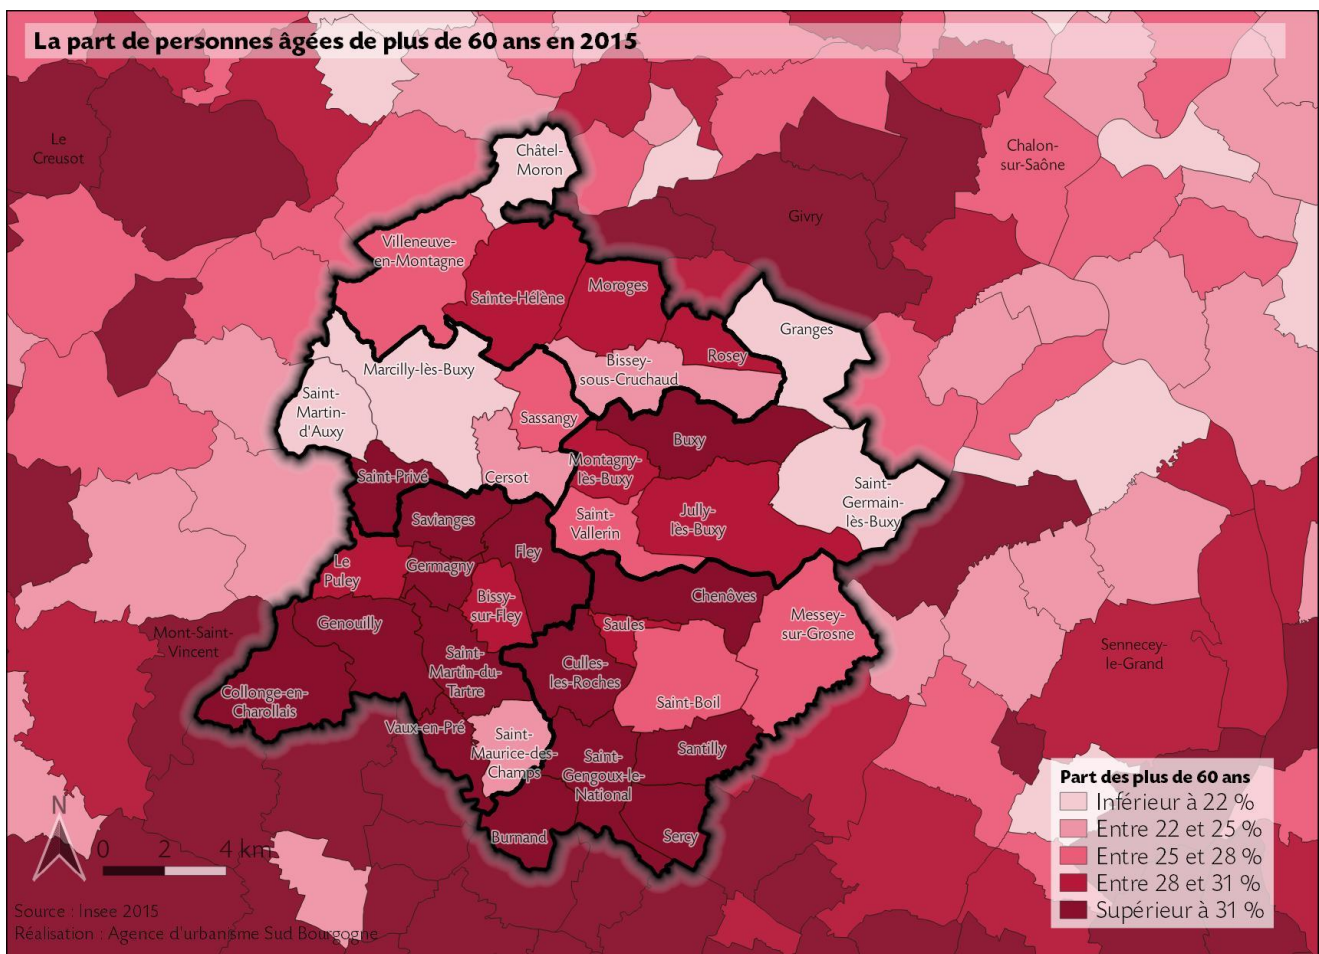 La part de personnes âgées de plus de 60 ans en 2015
Le
Creusot
Châtel-
Moron
Chalon-
sur-Saône
Givry
Villeneuve-
en-Montagne
Sainte-Hélène
Moroges
Granges
Rosey
Bissey-
sous-Cruchaud
Marcilly-lès-Buxy
Saint-
Martin-
d'Auxy
Sassangy
Buxy
Montagny-
lès-Buxy
Saint-Privé
Cersot
Saint-
Germain-
lès-Buxy
Savianges
Saint-
Vallerin
Jully-
lès-Buxy
Fley
Le
Puley
Germagny
Bissy-
sur-Fley
Chenôves
Messey-
sur-Grosne
Genouilly
Saules
Mont-Saint-
Vincent
Sennecey-
le-Grand
Saint-
Martin-du-
Tartre
Culles-
les-Roches
Collonge-en-
Charollais
Saint-Boil
Vaux-en-Pré
Saint-
Maurice-des-
Champs
Saint-
Gengoux-le-
National
Santilly
Burnand
Sercy
Part des plus de 60 ans
Inférieur à 22 %
Entre 22 et 25 %
Entre 25 et 28 %
Entre 28 et 31 %
Supérieur à 31 %
N
0 2 4 km
Source : Insee 2015
Réalisation : Agence d'urbanisme Sud Bourgogne